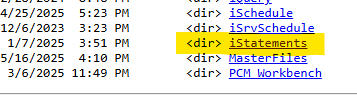 4/25/2025 5:23 PM <dir> iSchedule
12/6/2023 3:23 PM <dir> iSrvSchedule
1/7/2025 3:51 PM <dir> iStatements
5/16/2025 4:10 PM <dir> MasterFiles
3/6/2025 11:49 PM <dir> PCM Workbench